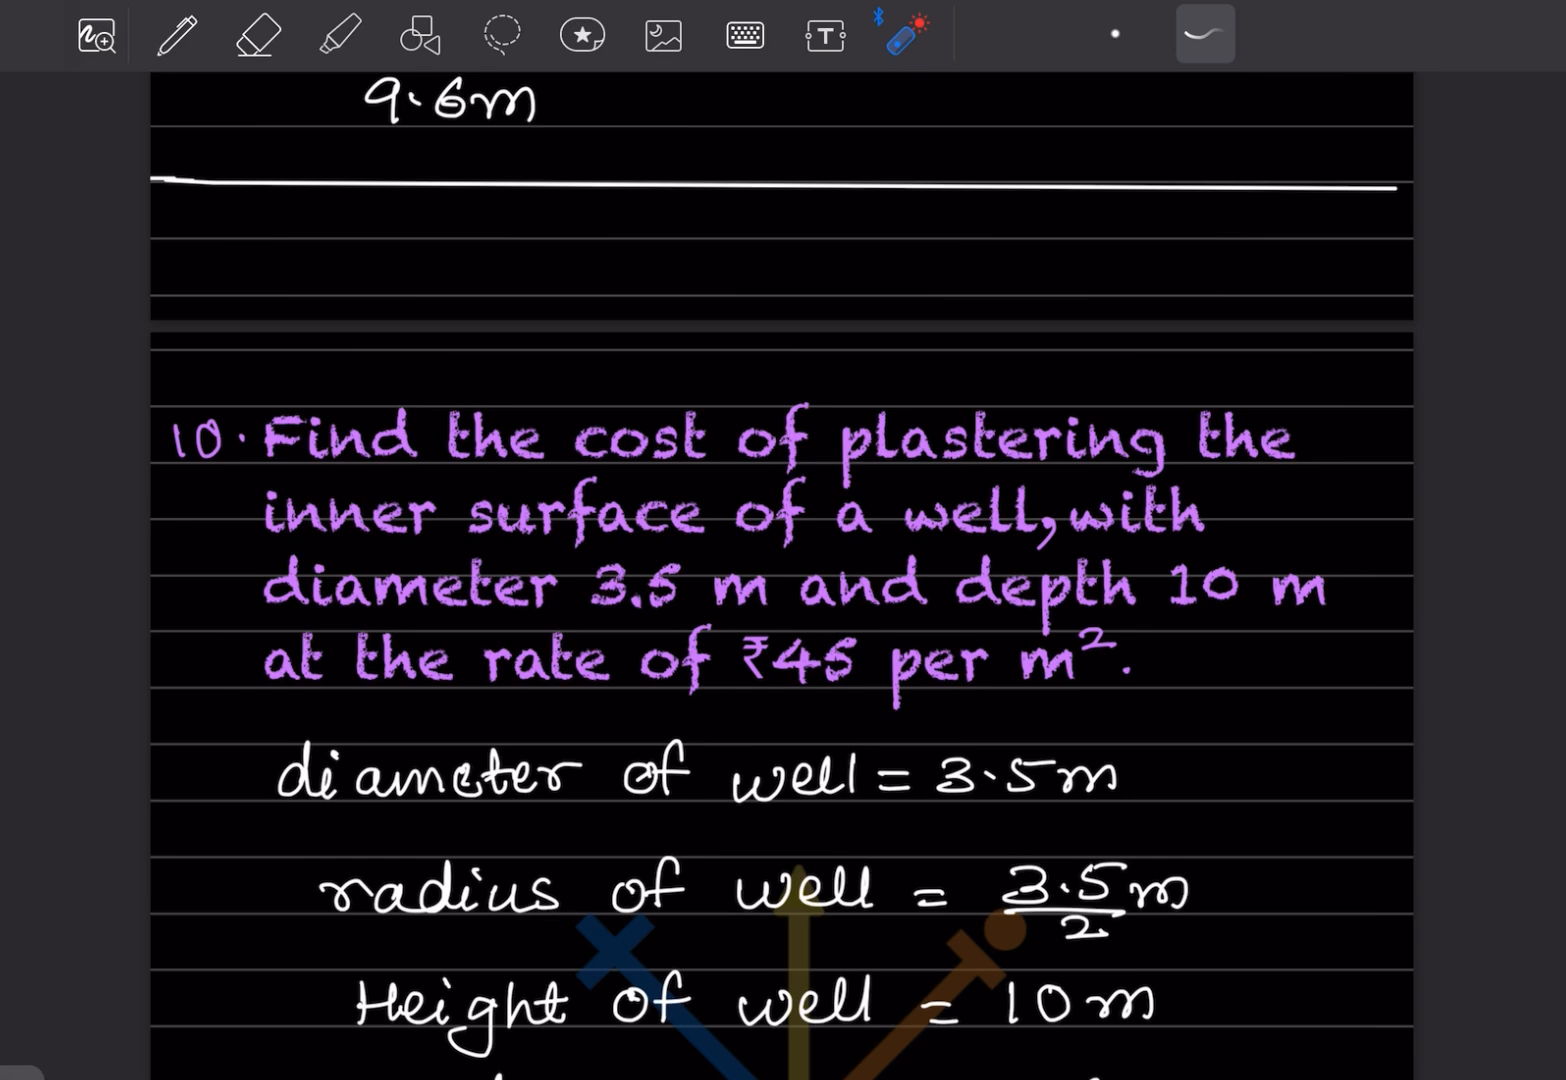 9.6m
10. Find the cost of plastering the
inner surface of a well, with
diameter 3.5 m and depth 10 m
at the rate of ₹45 per m².
diameter of well = 3.5m
radius of well = 3.5/2 m
Height of well = 10m